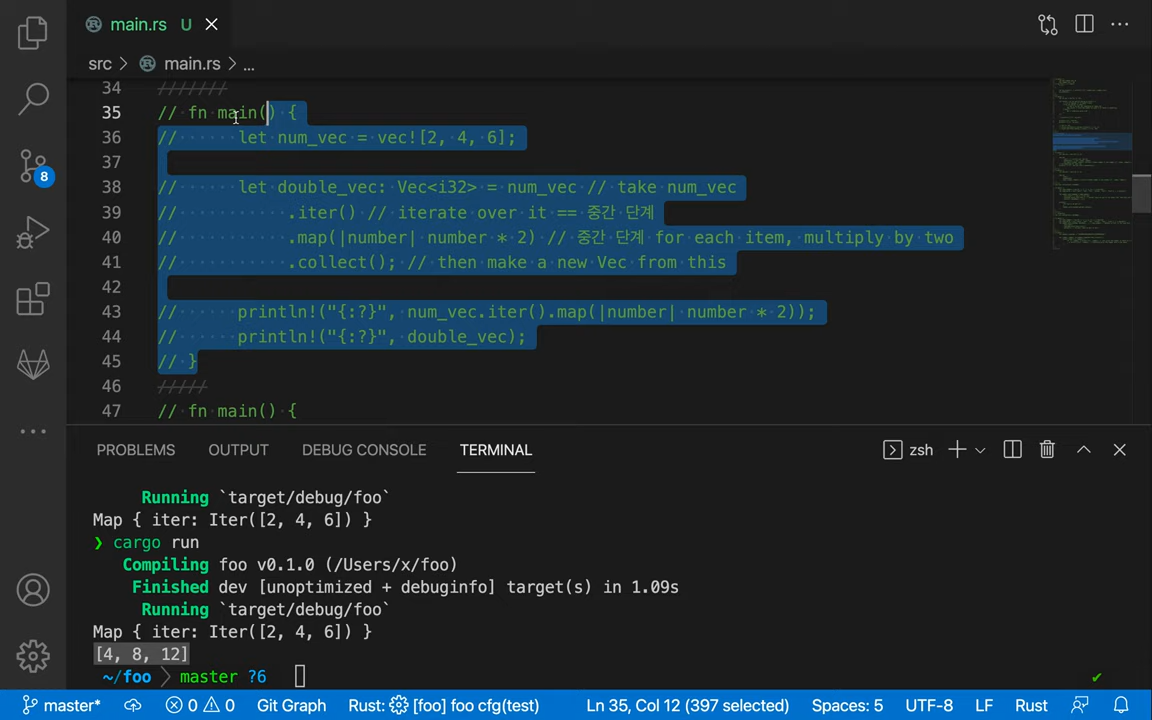 main.rs U
src > main.rs > ...
34 ///////
35 // fn main() {
36 // let num_vec = vec![2, 4, 6];
37
38 // let double_vec: Vec<i32> = num_vec // take num_vec
39 // .iter() // iterate over it == 중간 단계
40 // .map(|number| number * 2) // 중간 단계 for each item, multiply by two
41 // .collect(); // then make a new Vec from this
42
43 // println!("{:?}", num_vec.iter().map(|number| number * 2));
44 // println!("{:?}", double_vec);
45 // }
46 /////
47 // fn main() {
8
PROBLEMS OUTPUT DEBUG CONSOLE TERMINAL zsh
Running `target/debug/foo`
Map { iter: Iter([2, 4, 6]) }
❯ cargo run
Compiling foo v0.1.0 (/Users/x/foo)
Finished dev [unoptimized + debuginfo] target(s) in 1.09s
Running `target/debug/foo`
Map { iter: Iter([2, 4, 6]) }
[4, 8, 12]
~/foo master ?6 ✔
master* 0 0 Git Graph Rust: [foo] foo cfg(test) Ln 35, Col 12 (397 selected) Spaces: 5 UTF-8 LF Rust